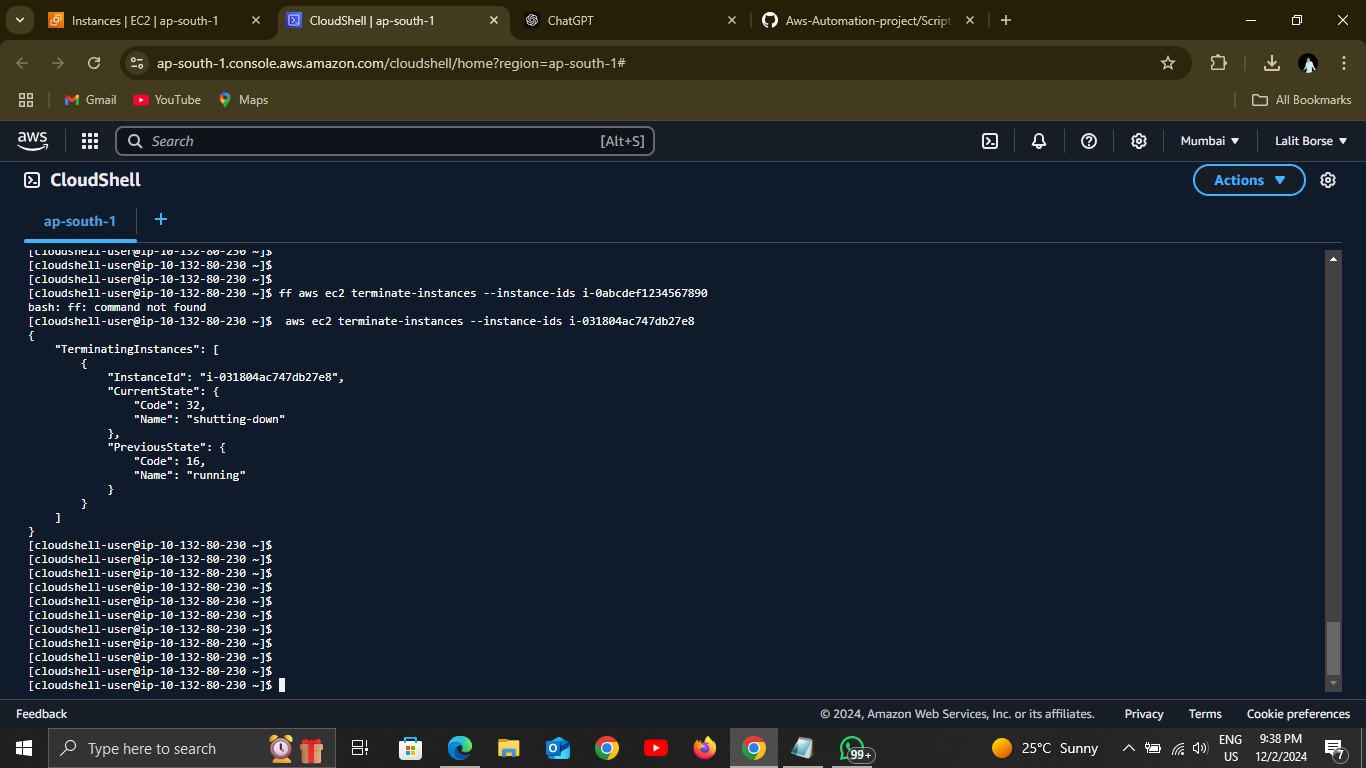 Instances | EC2 | ap-south-1
CloudShell | ap-south-1
ChatGPT
Aws-Automation-project/Script
ap-south-1.console.aws.amazon.com/cloudshell/home?region=ap-south-1#
Gmail
YouTube
Maps
All Bookmarks
aws
Search
[Alt+S]
Mumbai
Lalit Borse
CloudShell
Actions
ap-south-1
[cloudshell-user@ip-10-132-80-230 ~]$
[cloudshell-user@ip-10-132-80-230 ~]$
[cloudshell-user@ip-10-132-80-230 ~]$
[cloudshell-user@ip-10-132-80-230 ~]$ ff aws ec2 terminate-instances --instance-ids i-0abcdef1234567890
bash: ff: command not found
[cloudshell-user@ip-10-132-80-230 ~]$  aws ec2 terminate-instances --instance-ids i-031804ac747db27e8
{
    "TerminatingInstances": [
        {
            "InstanceId": "i-031804ac747db27e8",
            "CurrentState": {
                "Code": 32,
                "Name": "shutting-down"
            },
            "PreviousState": {
                "Code": 16,
                "Name": "running"
            }
        }
    ]
}
[cloudshell-user@ip-10-132-80-230 ~]$
[cloudshell-user@ip-10-132-80-230 ~]$
[cloudshell-user@ip-10-132-80-230 ~]$
[cloudshell-user@ip-10-132-80-230 ~]$
[cloudshell-user@ip-10-132-80-230 ~]$
[cloudshell-user@ip-10-132-80-230 ~]$
[cloudshell-user@ip-10-132-80-230 ~]$
[cloudshell-user@ip-10-132-80-230 ~]$
[cloudshell-user@ip-10-132-80-230 ~]$
[cloudshell-user@ip-10-132-80-230 ~]$
[cloudshell-user@ip-10-132-80-230 ~]$
Feedback
© 2024, Amazon Web Services, Inc. or its affiliates.
Privacy
Terms
Cookie preferences
Type here to search
99+
25°C Sunny
ENG
US
9:38 PM
12/2/2024
7